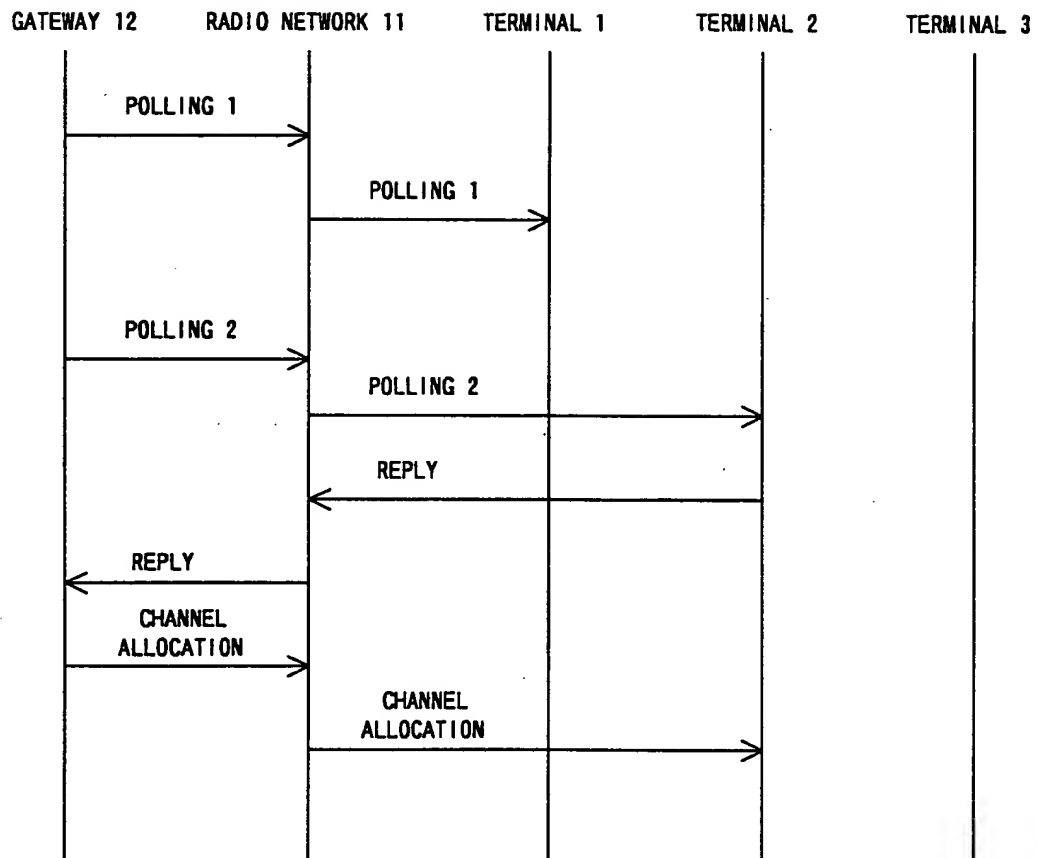 GATEWAY 12 RADIO NETWORK 11 TERMINAL 1 TERMINAL 2 TERMINAL 3
POLLING 1
POLLING 1
POLLING 2
POLLING 2
REPLY
REPLY
CHANNEL
ALLOCATION
CHANNEL
ALLOCATION